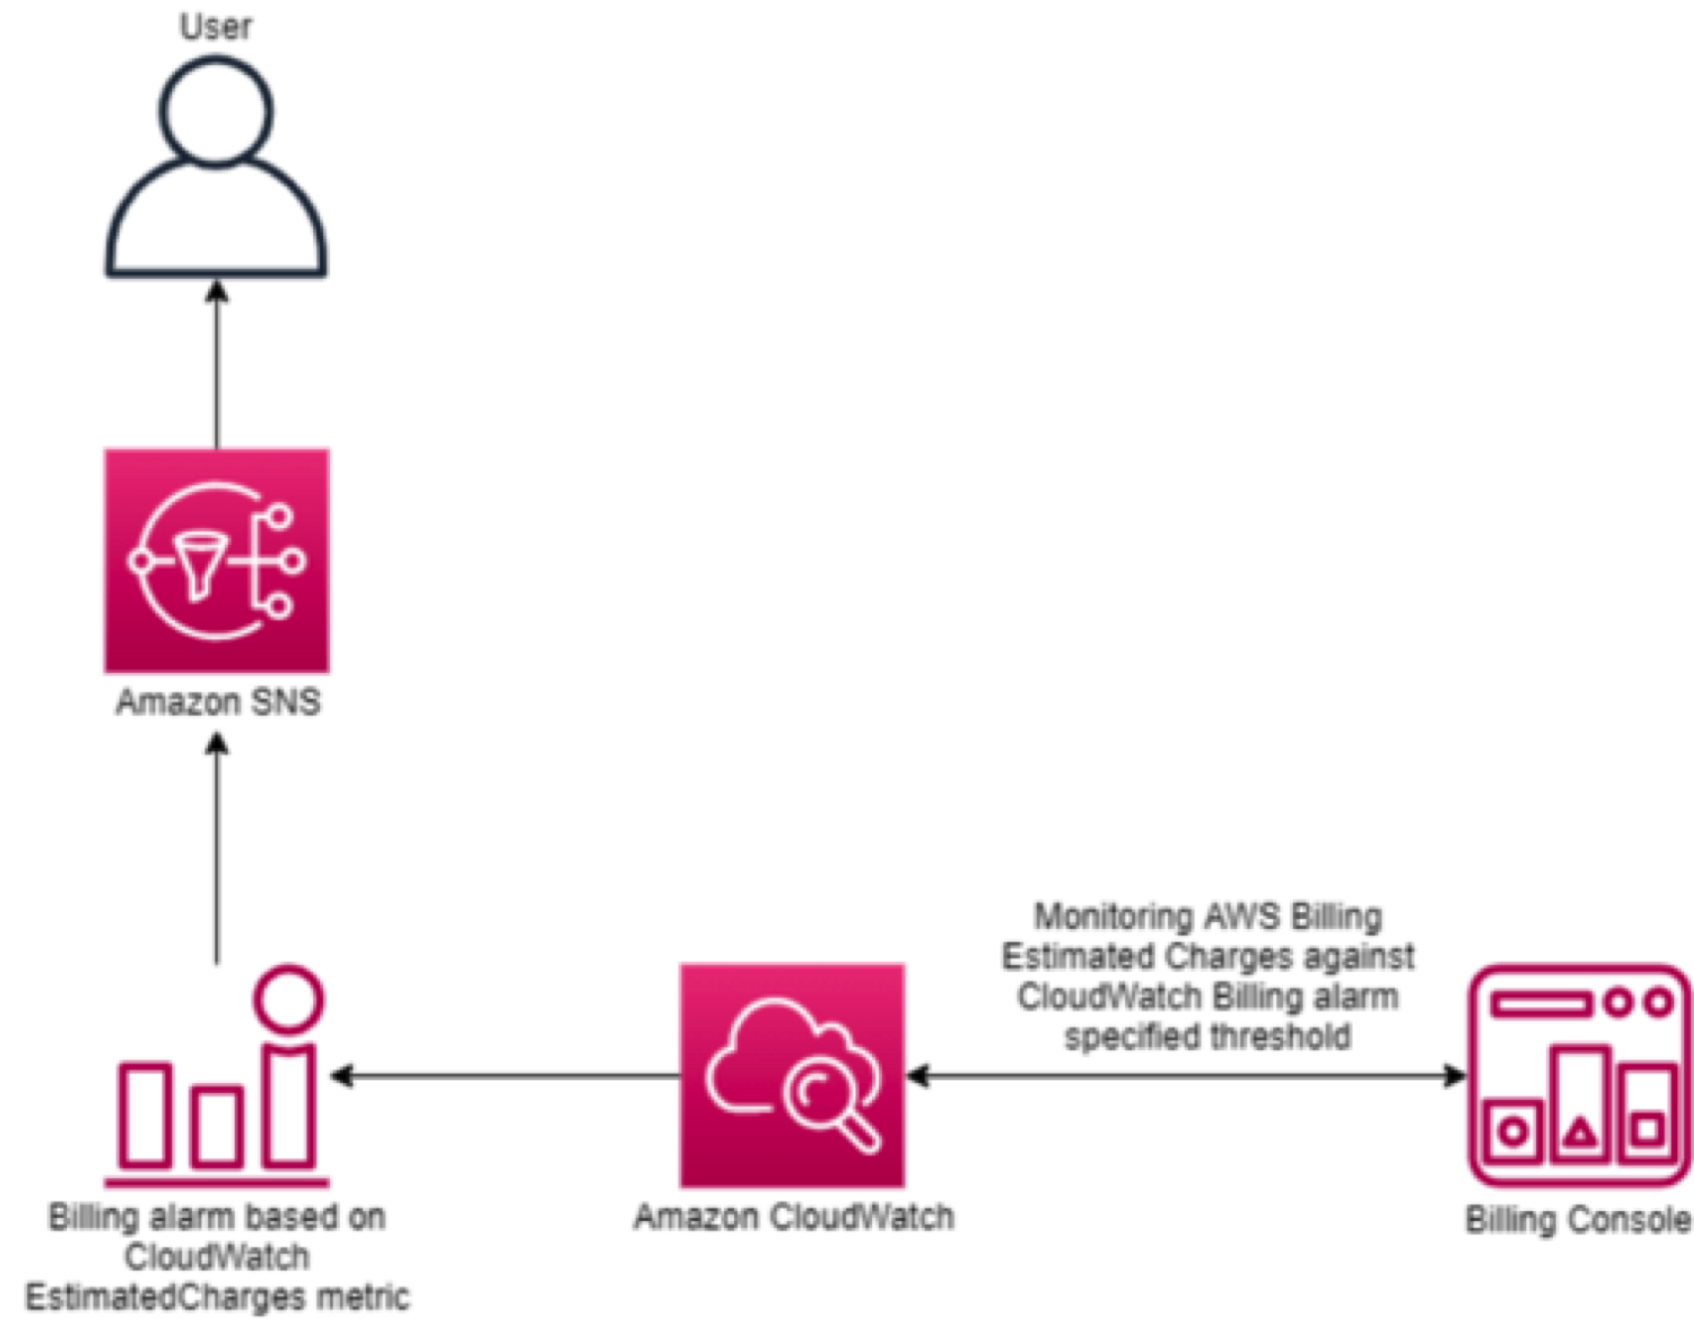 User
Amazon SNS
Monitoring AWS Billing
Estimated Charges against
CloudWatch Billing alarm
specified threshold
Billing alarm based on
CloudWatch
EstimatedCharges metric
Amazon CloudWatch
Billing Console